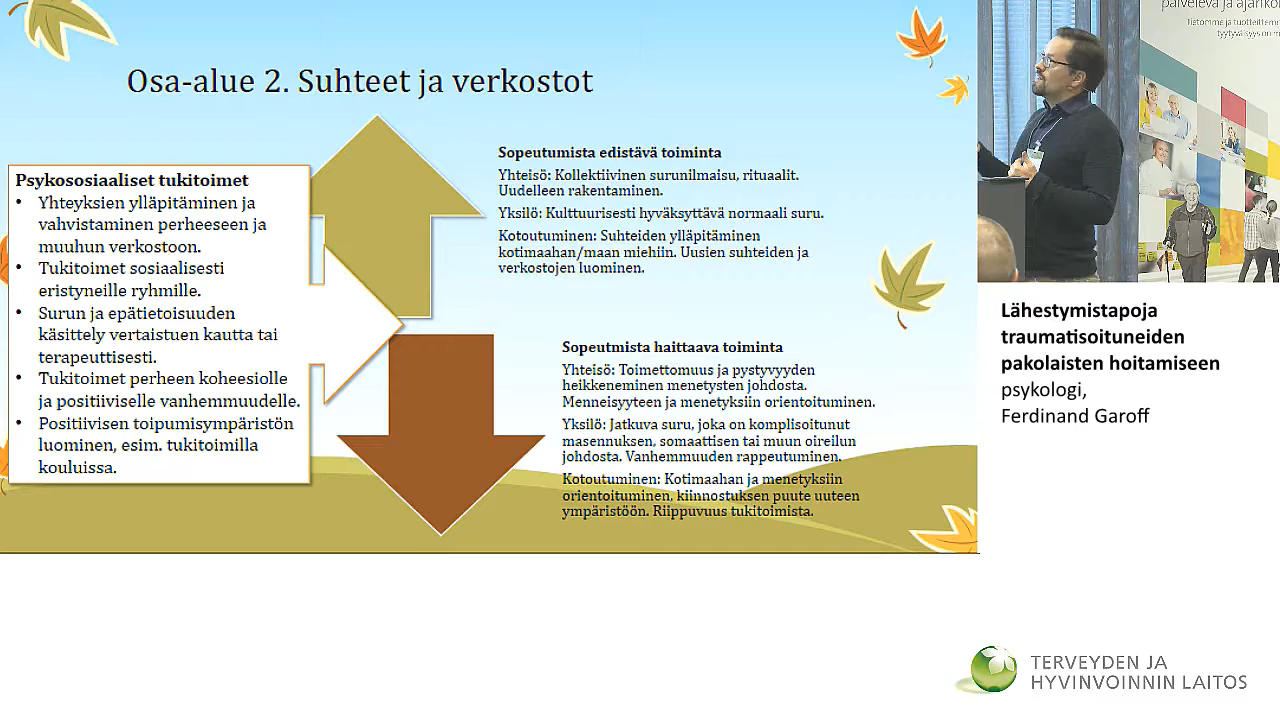 Osa-alue 2. Suhteet ja verkostot
Psykososiaaliset tukitoimet
• Yhteyksien ylläpitäminen ja
vahvistaminen perheeseen ja
muuhun verkostoon.
• Tukitoimet sosiaalisesti
eristyneille ryhmille.
• Surun ja epätietoisuuden
käsittely vertaistuen kautta tai
terapeuttisesti.
• Tukitoimet perheen koheesiolle
ja positiiviselle vanhemmuudelle.
• Positiivisen toipumisympäristön
luominen, esim. tukitoimilla
kouluissa.
Sopeutumista edistävä toiminta
Yhteisö: Kollektiivinen surunilmaisu, rituaalit.
Uudelleen rakentaminen.
Yksilö: Kulttuurisesti hyväksyttävä normaali suru.
Kotoutuminen: Suhteiden ylläpitäminen
kotimaahan/maan miehiin. Uusien suhteiden ja
verkostojen luominen.
Sopeutmista haittaava toiminta
Yhteisö: Toimettomuus ja pystyvyyden
heikkeneminen menetysten johdosta.
Menneisyyteen ja menetyksiin orientoituminen.
Yksilö: Jatkuva suru, joka on komplisoitunut
masennuksen, somaattisen tai muun oireilun
johdosta. Vanhemmuuden rappeutuminen.
Kotoutuminen: Kotimaahan ja menetyksiin
orientoituminen, kiinnostuksen puute uuteen
ympäristöön. Riippuvuus tukitoimista.
palveleva ja
Tietomme ja
Lähestymistapoja
traumatisoituneiden
pakolaisten hoitamiseen
psykologi,
Ferdinand Garoff
TERVEYDEN JA
HYVINVOINNIN LAITOS